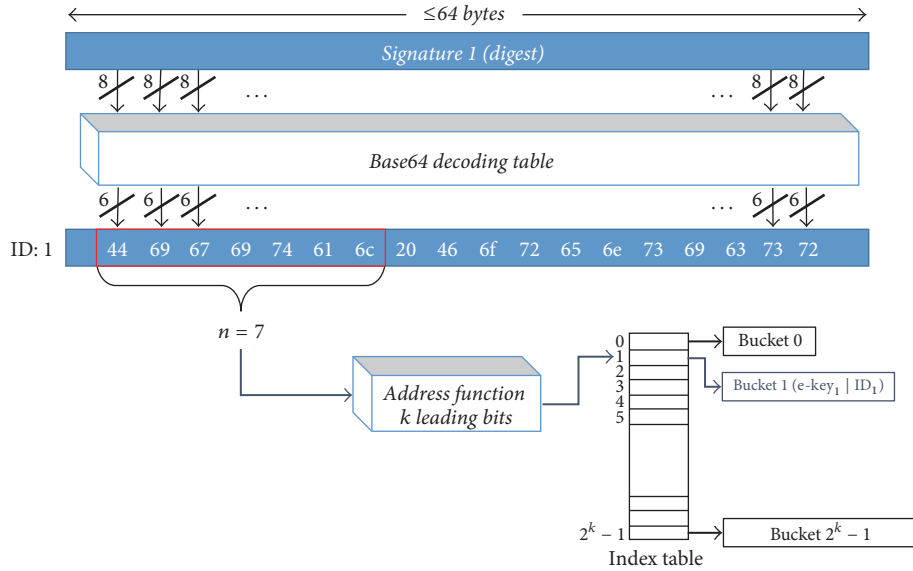 ≤64 bytes
Signature 1 (digest)
8 8 8 … … 8 8
Base64 decoding table
6 6 6 … … 6 6
ID: 1 44 69 67 69 74 61 6c 20 46 6f 72 65 6e 73 69 63 73 72
n = 7
Address function
k leading bits
0
1
2
3
4
5
2^k − 1
Index table
Bucket 0
Bucket 1 (e-key₁ | ID₁)
Bucket 2^k − 1